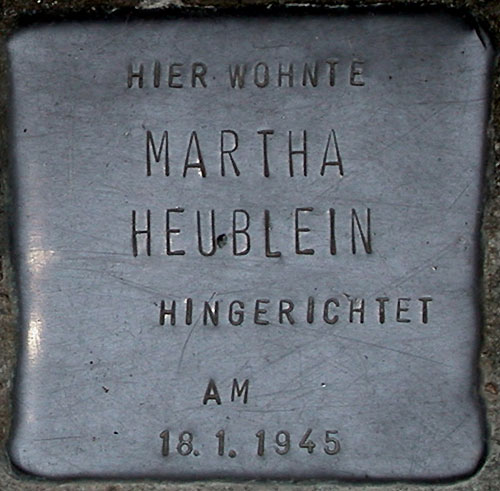 HIER WOHNTE
MARTHA
HEUBLEIN
HINGERICHTET
AM
18.1.1945